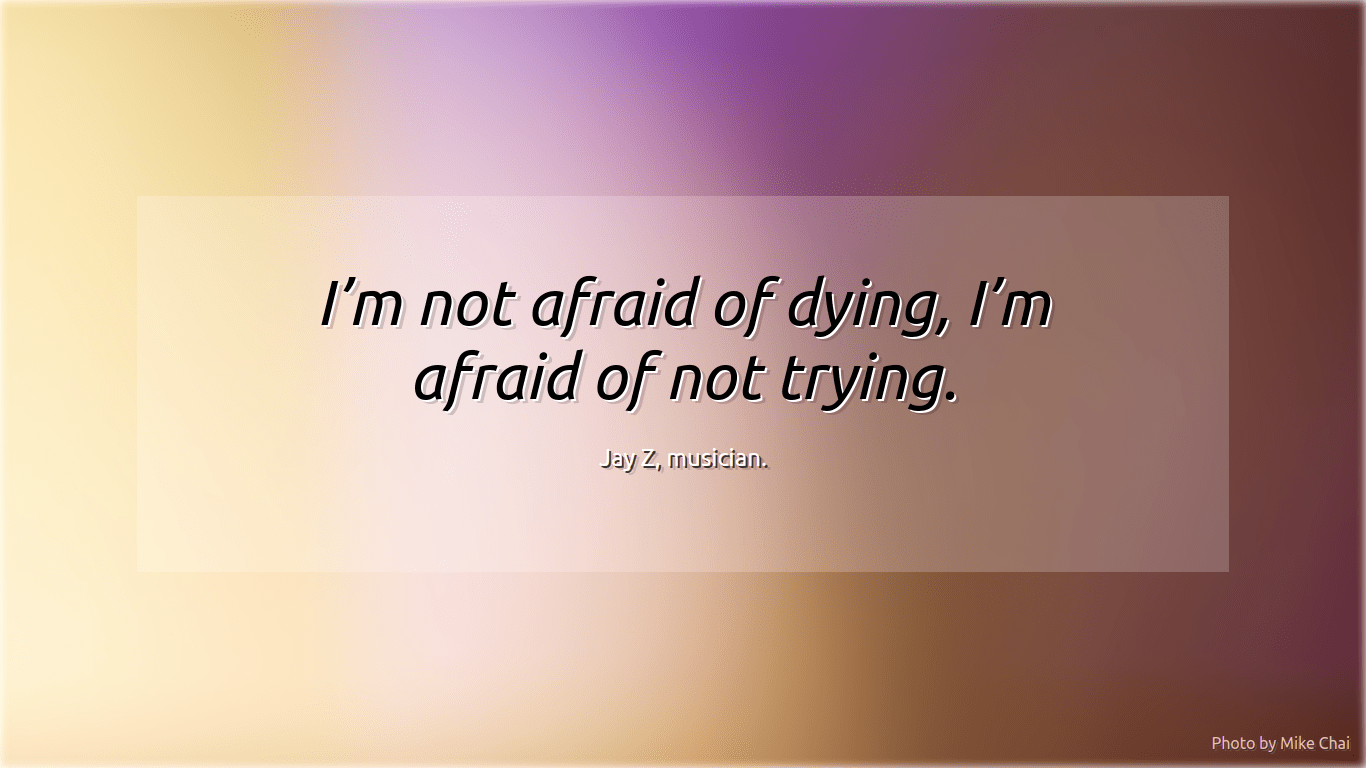 I’m not afraid of dying, I’m
afraid of not trying.
Jay Z, musician.
Photo by Mike Chai